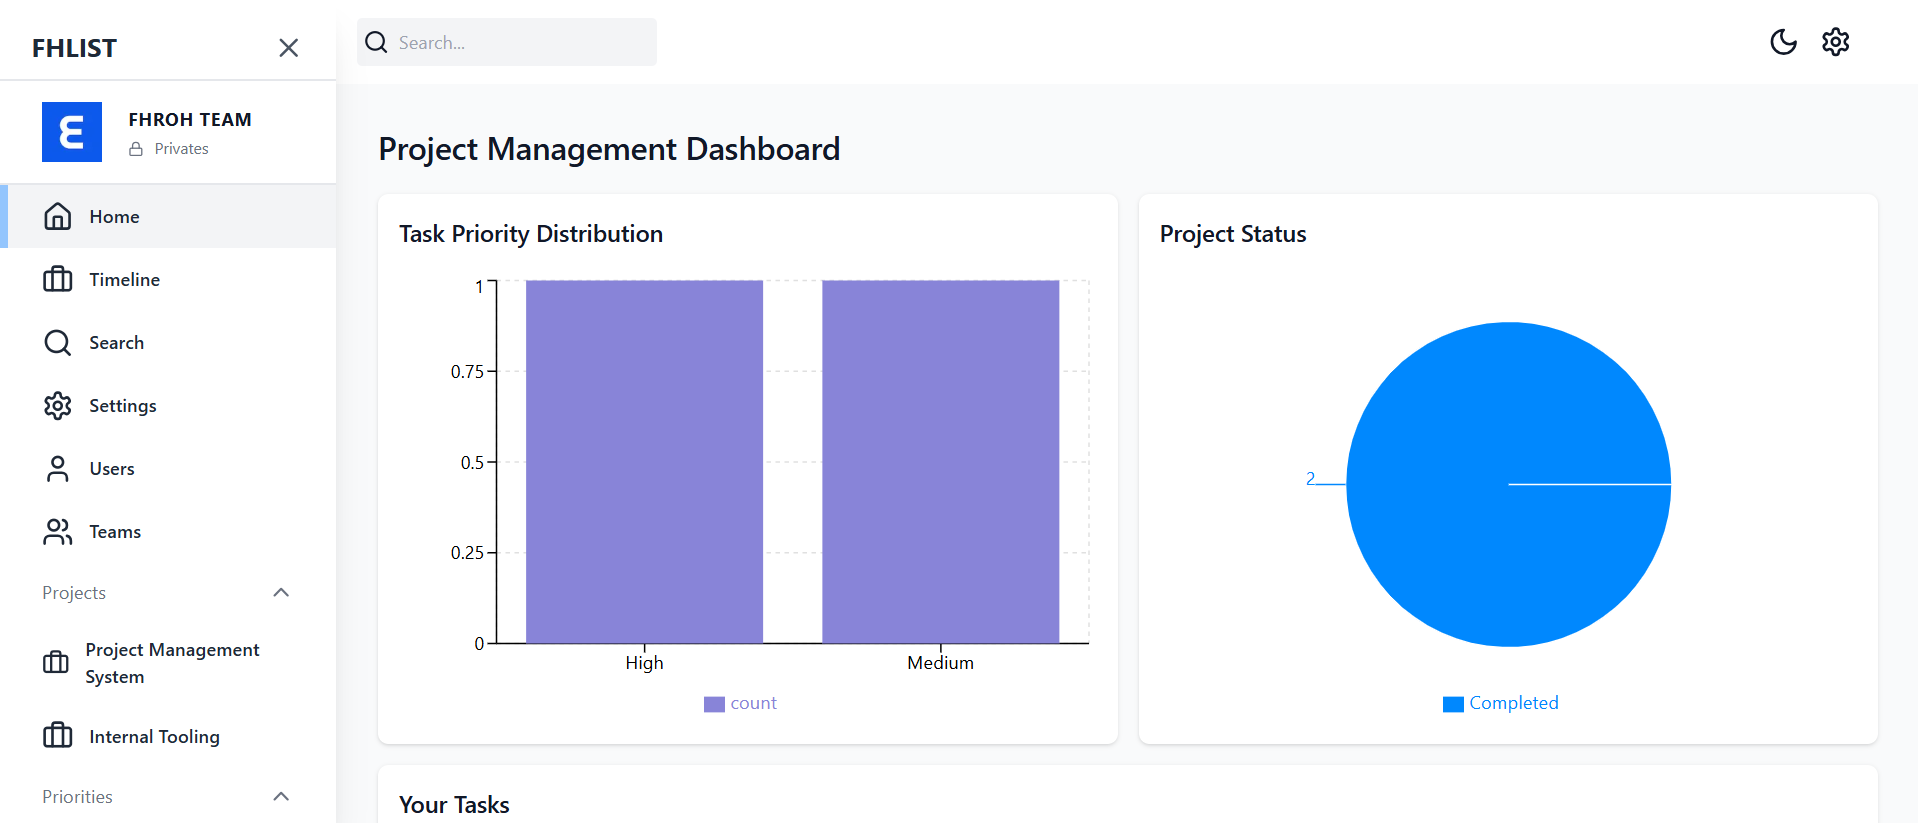 FHLIST
FHROH TEAM
Privates
Home
Timeline
Search
Settings
Users
Teams
Projects
Project Management
System
Internal Tooling
Priorities
Search...
Project Management Dashboard
Task Priority Distribution
1
0.75
0.5
0.25
0
High
Medium
count
Project Status
2
Completed
Your Tasks